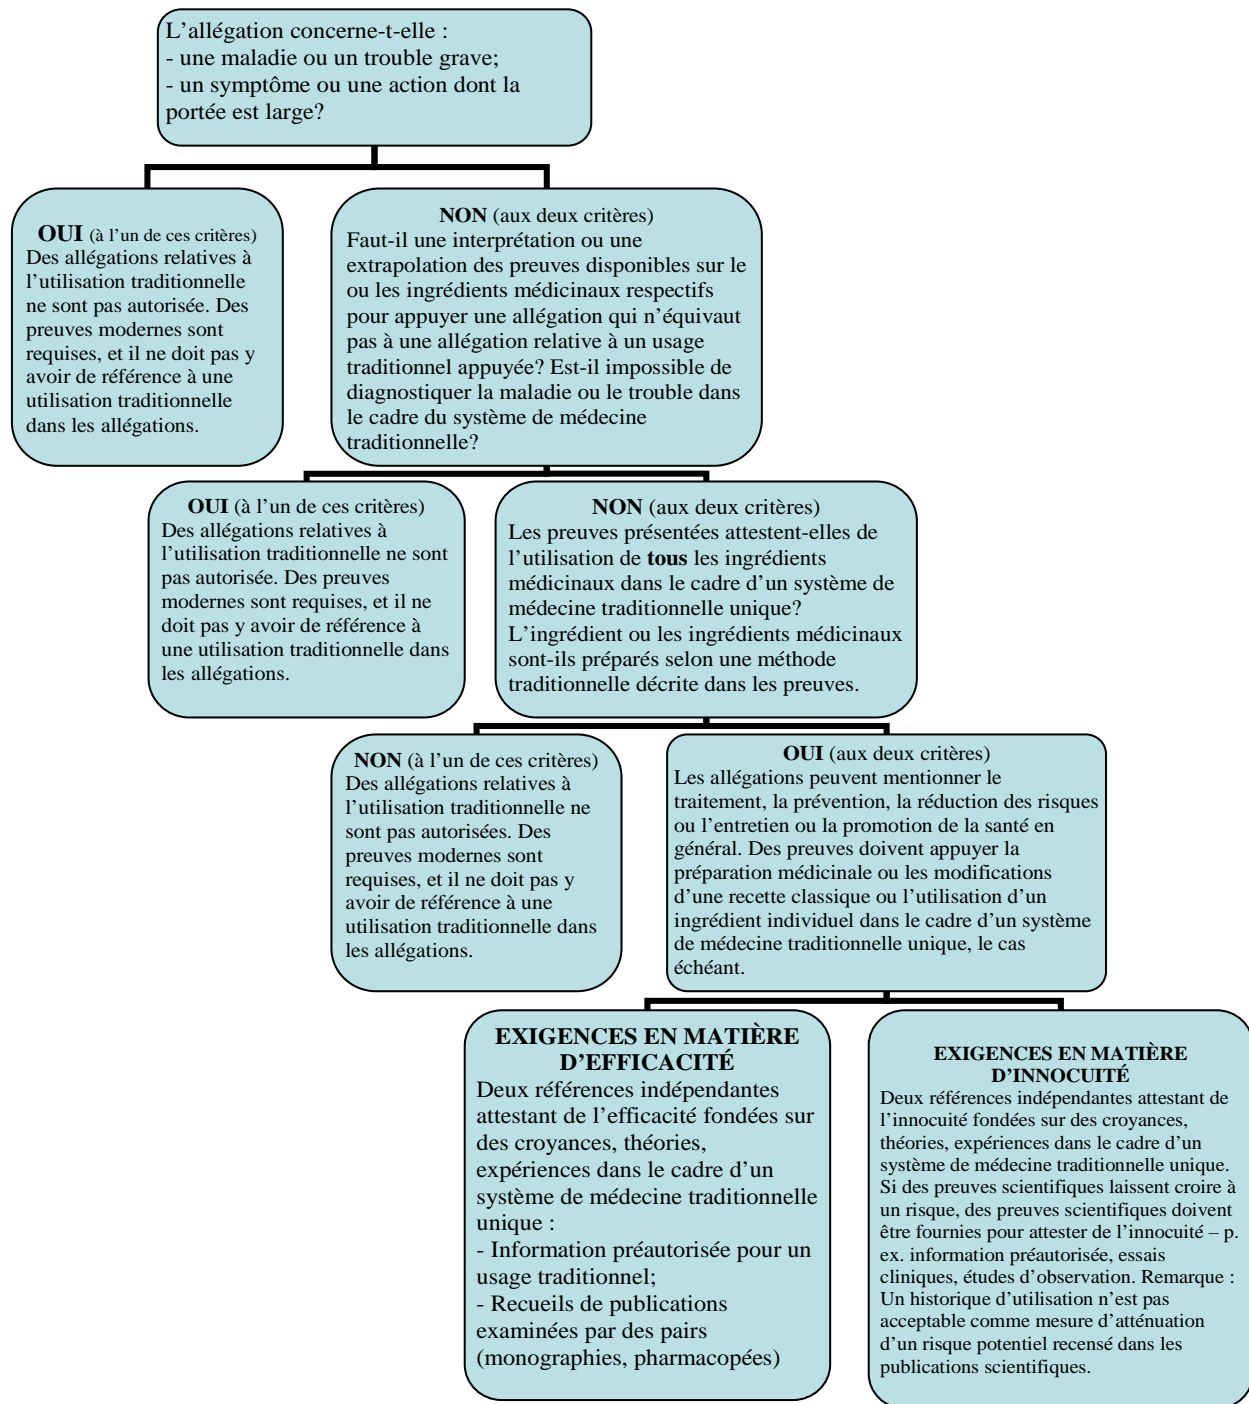 L'allégation concerne-t-elle :
- une maladie ou un trouble grave;
- un symptôme ou une action dont la
portée est large?
OUI (à l'un de ces critères)
Des allégations relatives à
l'utilisation traditionnelle
ne sont pas autorisée. Des
preuves modernes sont
requises, et il ne doit pas y
avoir de référence à une
utilisation traditionnelle
dans les allégations.
NON (aux deux critères)
Faut-il une interprétation ou une
extrapolation des preuves disponibles sur le
ou les ingrédients médicinaux respectifs
pour appuyer une allégation qui n'équivaut
pas à une allégation relative à un usage
traditionnel appuyée? Est-il impossible de
diagnostiquer la maladie ou le trouble dans
le cadre du système de médecine
traditionnelle?
OUI (à l'un de ces critères)
Des allégations relatives à
l'utilisation traditionnelle ne sont
pas autorisée. Des preuves
modernes sont requises, et il ne
doit pas y avoir de référence à
une utilisation traditionnelle dans
les allégations.
NON (aux deux critères)
Les preuves présentées attestent-elles de
l'utilisation de tous les ingrédients
médicinaux dans le cadre d'un système de
médecine traditionnelle unique?
L'ingrédient ou les ingrédients médicinaux
sont-ils préparés selon une méthode
traditionnelle décrite dans les preuves.
NON (à l'un de ces critères)
Des allégations relatives à
l'utilisation traditionnelle ne
sont pas autorisées. Des
preuves modernes sont
requises, et il ne doit pas y
avoir de référence à une
utilisation traditionnelle dans
les allégations.
OUI (aux deux critères)
Les allégations peuvent mentionner le
traitement, la prévention, la réduction des risques
ou l'entretien ou la promotion de la santé en
général. Des preuves doivent appuyer la
préparation médicinale ou les modifications
d'une recette classique ou l'utilisation d'un
ingrédient individuel dans le cadre d'un système
de médecine traditionnelle unique, le cas
échéant.
EXIGENCES EN MATIÈRE
D'EFFICACITÉ
Deux références indépendantes
attestant de l'efficacité fondées sur
des croyances, théories,
expériences dans le cadre d'un
système de médecine traditionnelle
unique :
- Information préautorisée pour un
usage traditionnel;
- Recueils de publications
examinées par des pairs
(monographies, pharmacopées)
EXIGENCES EN MATIÈRE
D'INNOCUITÉ
Deux références indépendantes attestant de
l'innocuité fondées sur des croyances,
théories, expériences dans le cadre d'un
système de médecine traditionnelle unique.
Si des preuves scientifiques laissent croire à
un risque, des preuves scientifiques doivent
être fournies pour attester de l'innocuité – p.
ex. information préautorisée, essais
cliniques, études d'observation. Remarque :
Un historique d'utilisation n'est pas
acceptable comme mesure d'atténuation
d'un risque potentiel recensé dans les
publications scientifiques.